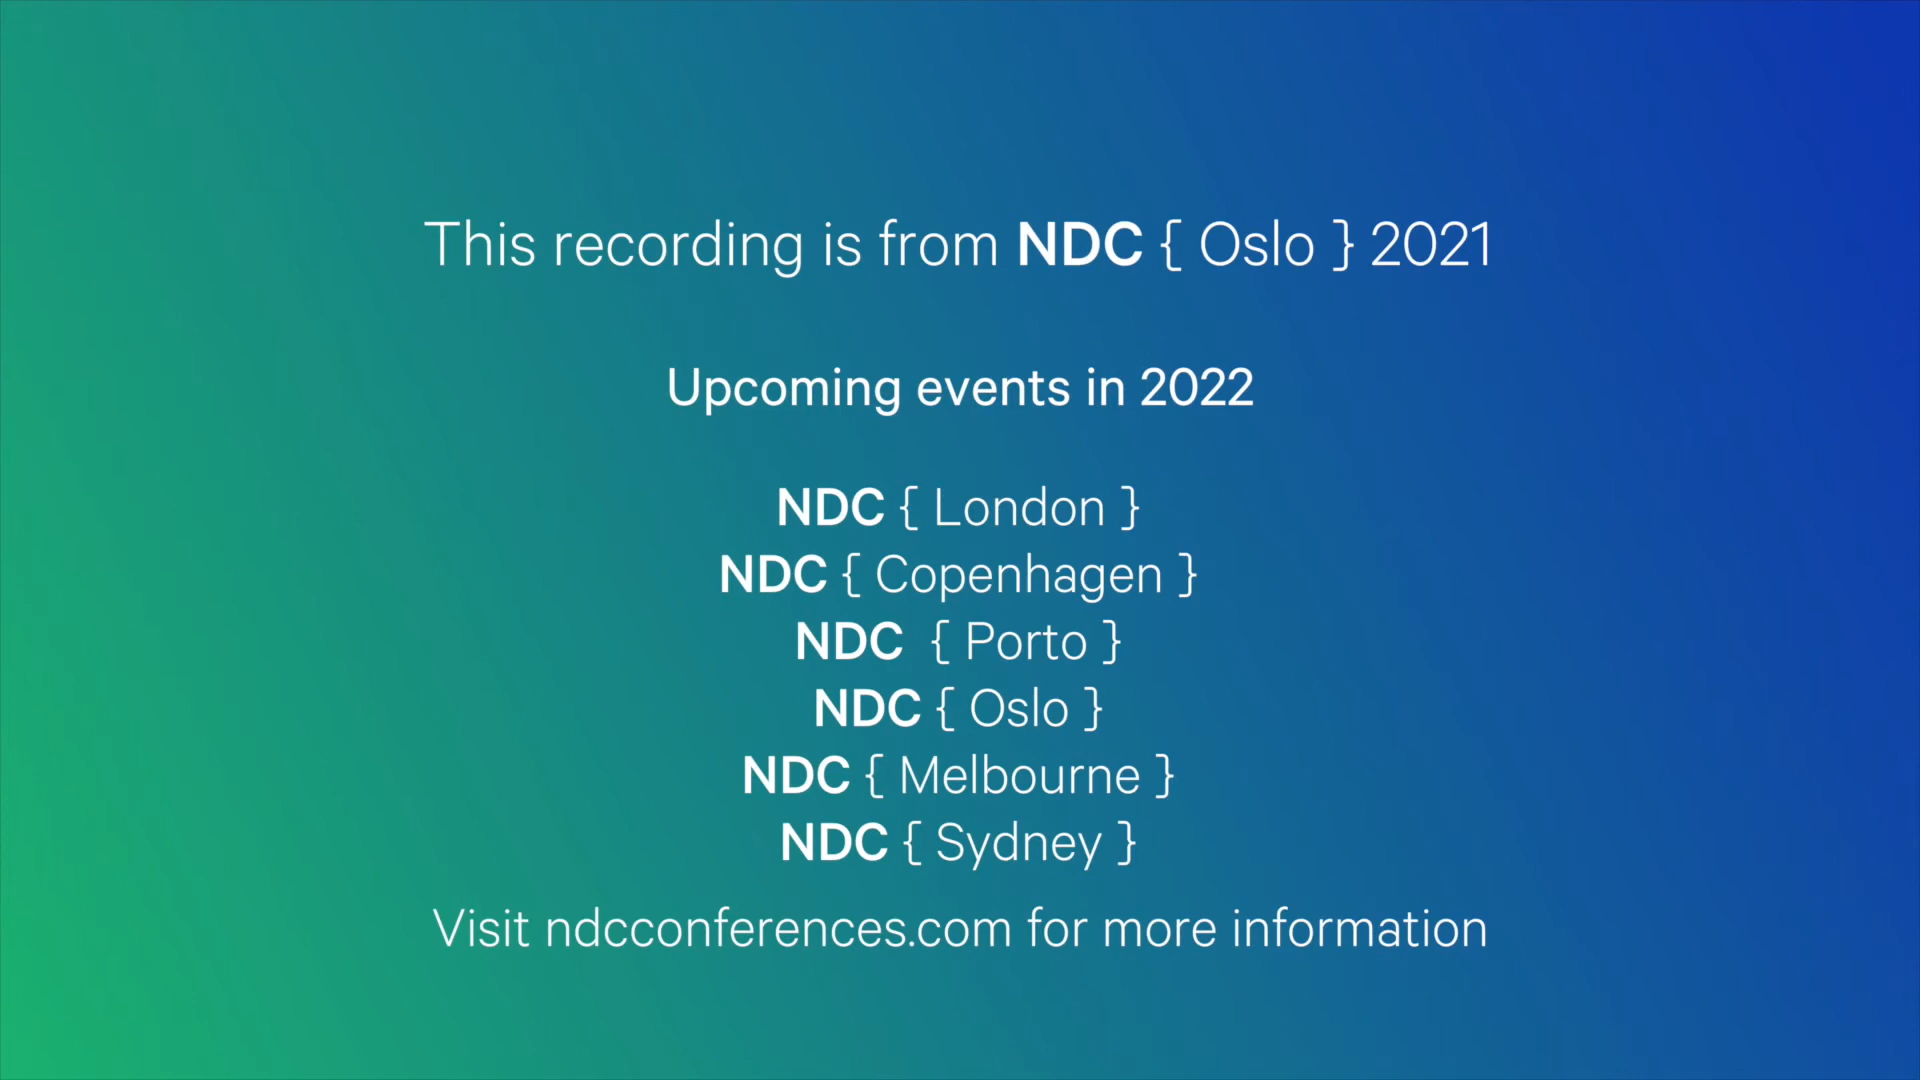 This recording is from NDC { Oslo } 2021
Upcoming events in 2022
NDC { London }
NDC { Copenhagen }
NDC { Porto }
NDC { Oslo }
NDC { Melbourne }
NDC { Sydney }
Visit ndcconferences.com for more information